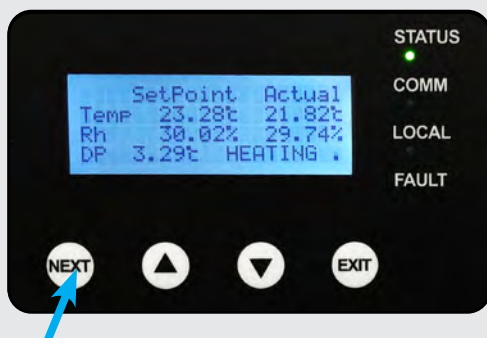 STATUS
COMM
LOCAL
FAULT
SetPoint Actual
Temp 23.28℃ 21.82℃
Rh 30.02% 29.74%
DP 3.29℃ HEATING .
NEXT
EXIT